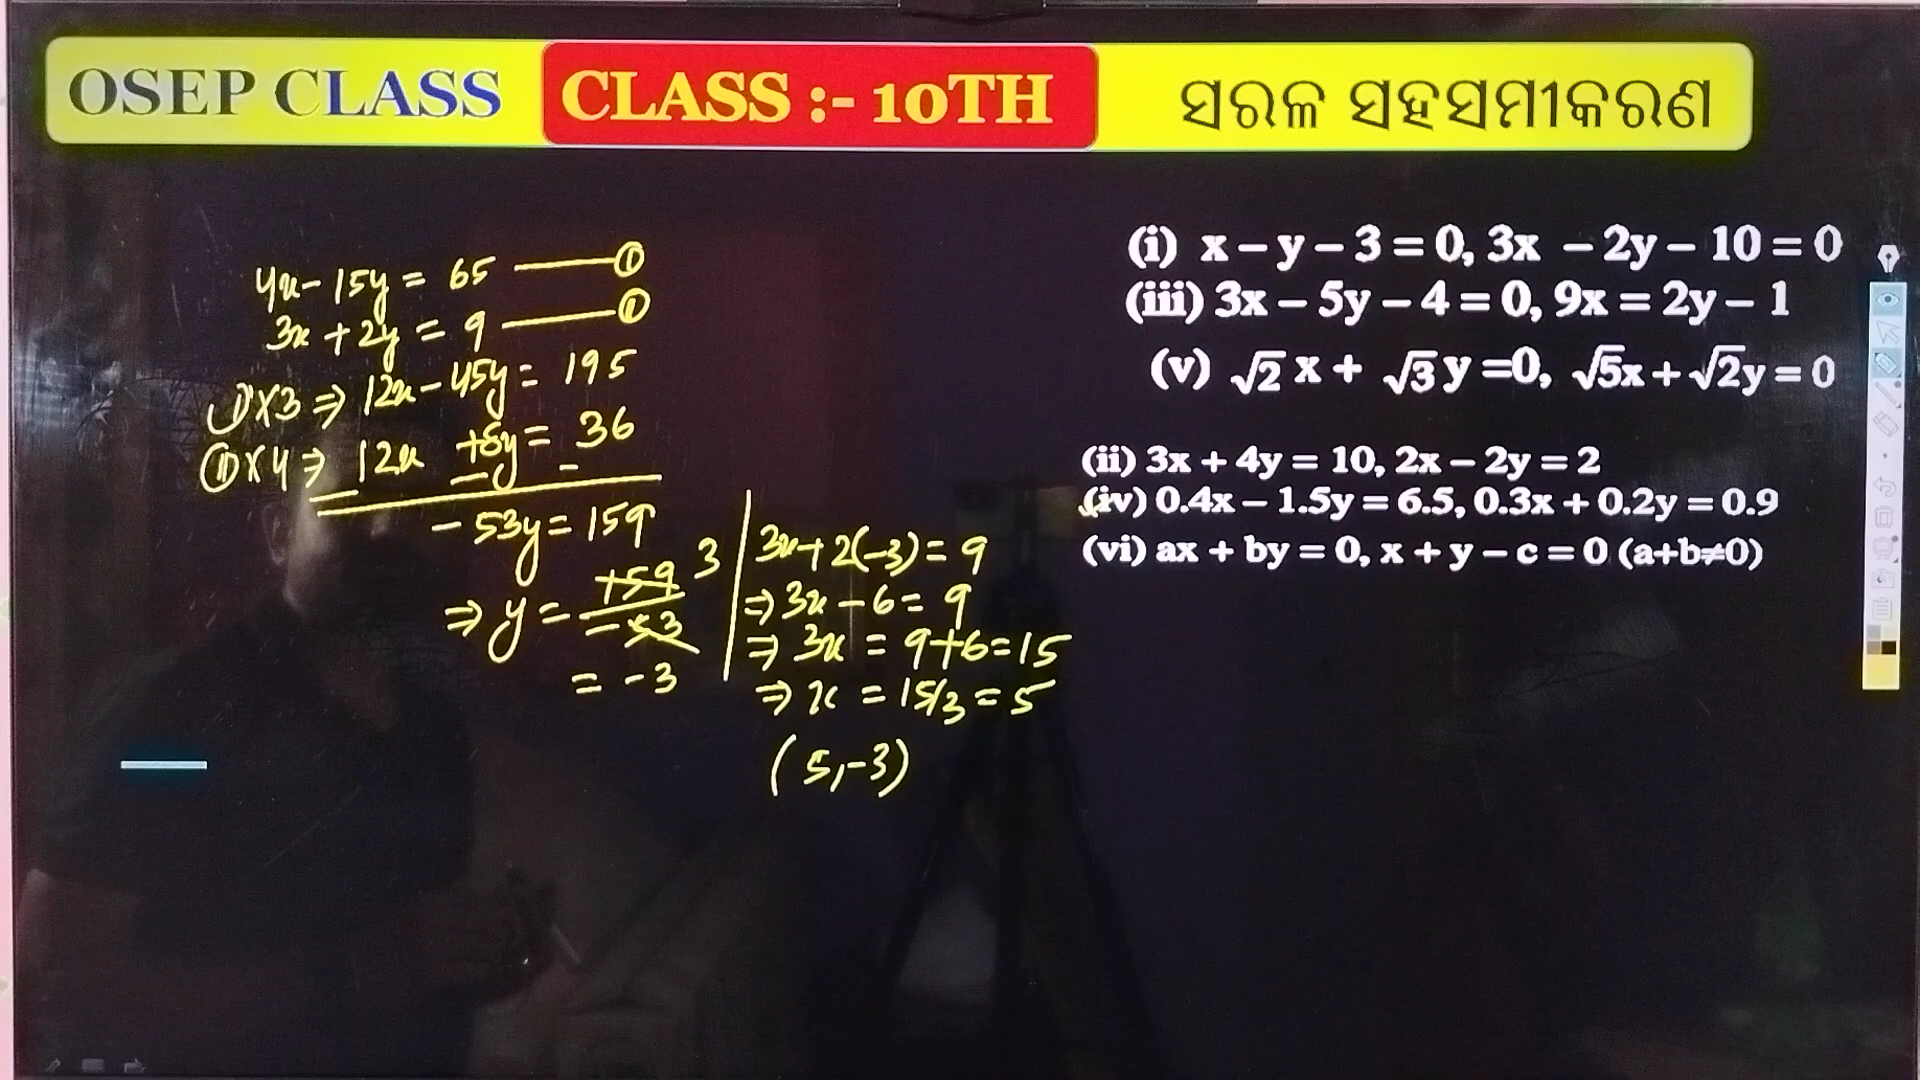 OSEP CLASS CLASS :- 10TH ସରଳ ସହସମୀକରଣ
4x - 15y = 65 —— ①
3x + 2y = 9 —— ⑪
①×3 ⇒ 12x - 45y = 195
⑪×4 ⇒ 12x + 8y = 36
- - -
-53y = 159
⇒ y = 159/-53 3
= -3
3x + 2(-3) = 9
⇒ 3x - 6 = 9
⇒ 3x = 9+6 = 15
⇒ x = 15/3 = 5
(5, -3)
(i) x – y – 3 = 0, 3x – 2y – 10 = 0
(iii) 3x – 5y – 4 = 0, 9x = 2y – 1
(v) √2 x + √3 y =0, √5x + √2y = 0
(ii) 3x + 4y = 10, 2x – 2y = 2
(iv) 0.4x – 1.5y = 6.5, 0.3x + 0.2y = 0.9
(vi) ax + by = 0, x + y – c = 0 (a+b≠0)